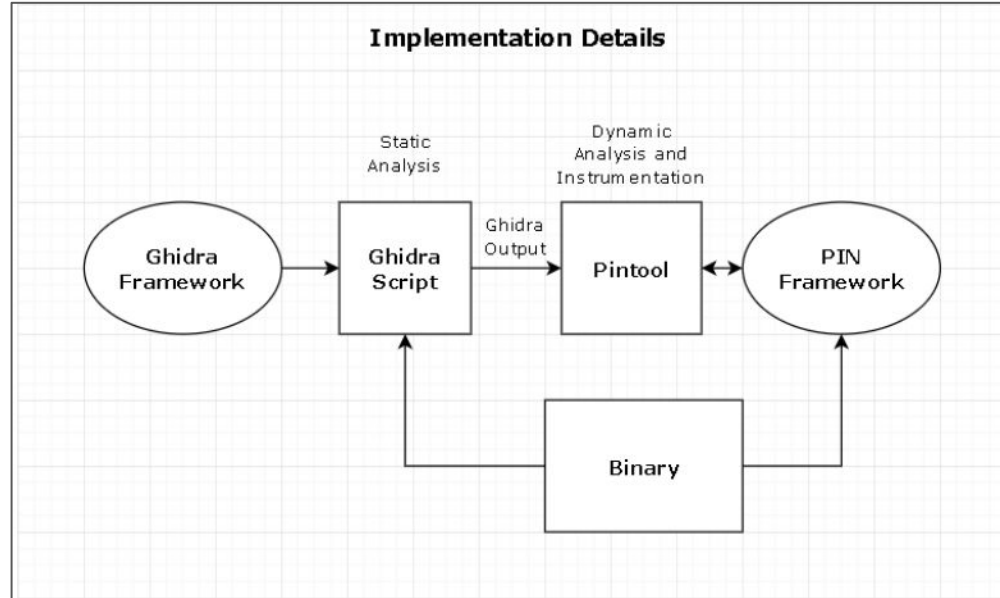 Implementation Details
Static
Analysis
Dynamic
Analysis and
Instrumentation
Ghidra
Framework
Ghidra
Script
Ghidra
Output
Pintool
PIN
Framework
Binary